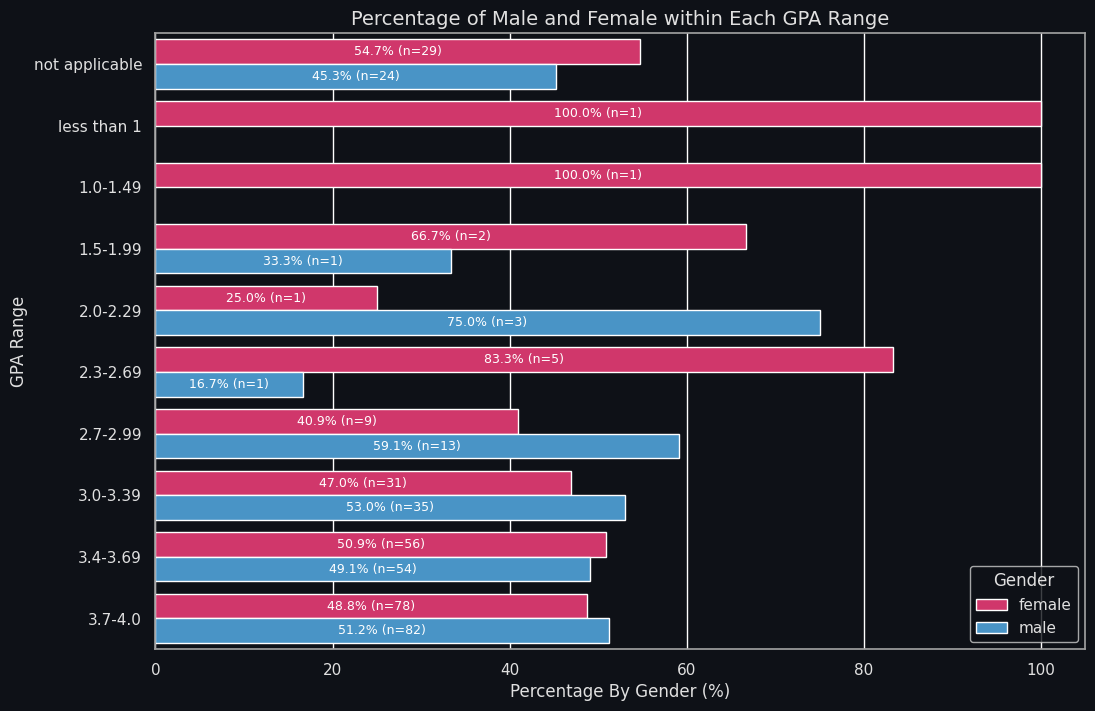 Percentage of Male and Female within Each GPA Range
GPA Range
not applicable
54.7% (n=29)
45.3% (n=24)
less than 1
100.0% (n=1)
1.0-1.49
100.0% (n=1)
1.5-1.99
66.7% (n=2)
33.3% (n=1)
2.0-2.29
25.0% (n=1)
75.0% (n=3)
2.3-2.69
83.3% (n=5)
16.7% (n=1)
2.7-2.99
40.9% (n=9)
59.1% (n=13)
3.0-3.39
47.0% (n=31)
53.0% (n=35)
3.4-3.69
50.9% (n=56)
49.1% (n=54)
3.7-4.0
48.8% (n=78)
51.2% (n=82)
Gender
female
male
0 20 40 60 80 100
Percentage By Gender (%)